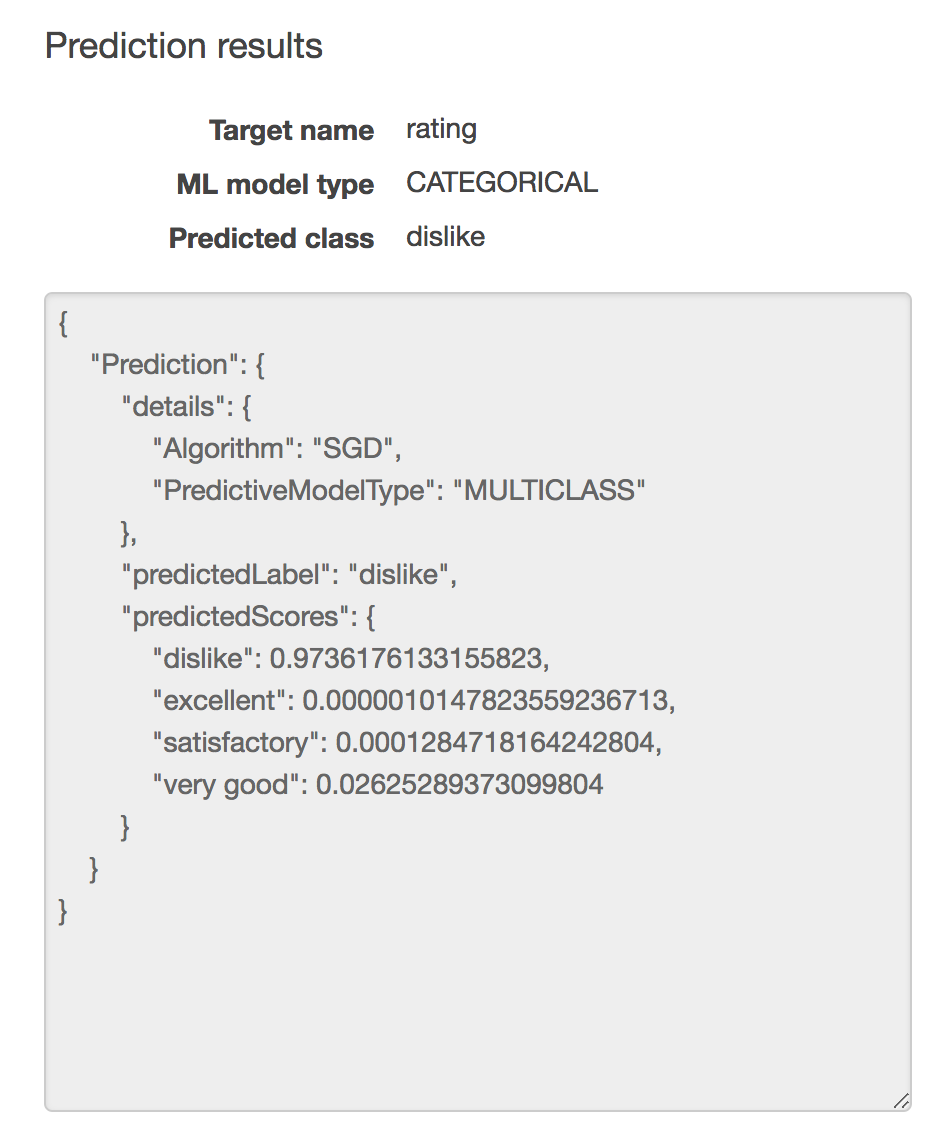 Prediction results
Target name rating
ML model type CATEGORICAL
Predicted class dislike
{
"Prediction": {
"details": {
"Algorithm": "SGD",
"PredictiveModelType": "MULTICLASS"
},
"predictedLabel": "dislike",
"predictedScores": {
"dislike": 0.9736176133155823,
"excellent": 0.0000010147823559236713,
"satisfactory": 0.0001284718164242804,
"very good": 0.02625289373099804
}
}
}